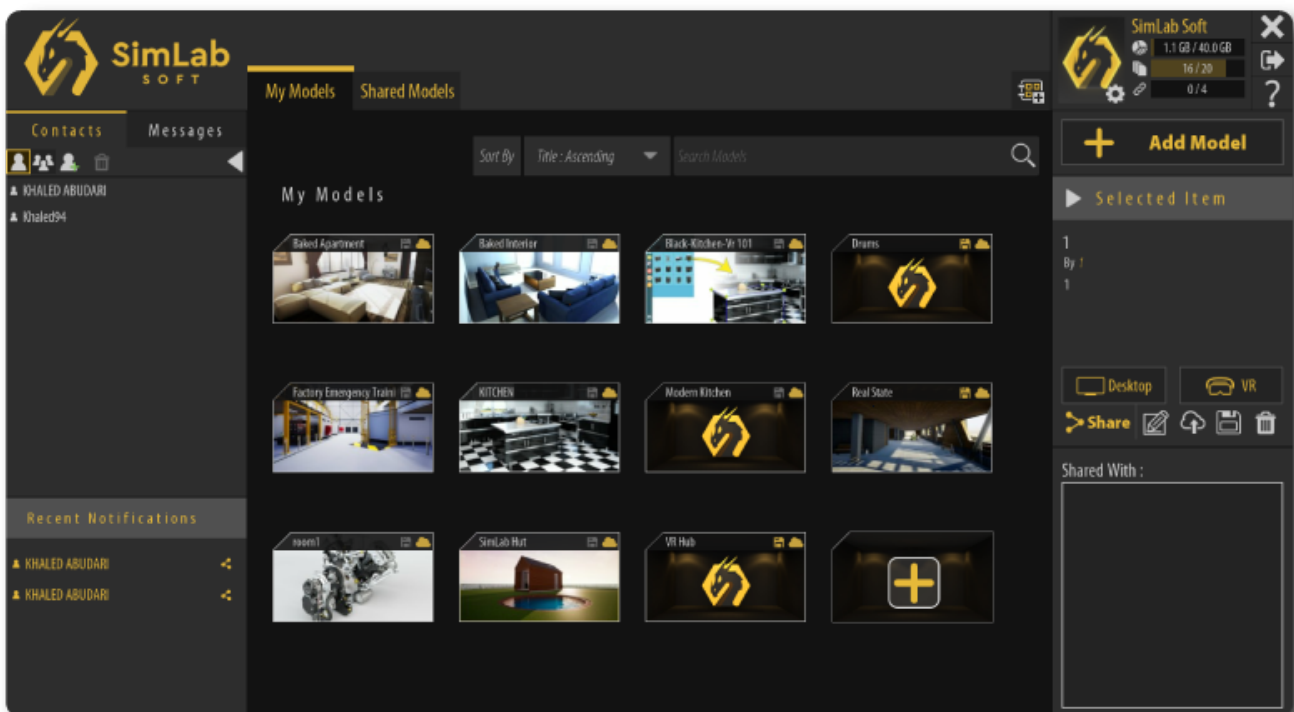 SimLab
SOFT
My Models
Shared Models
SimLab Soft
1.1 GB / 40.0 GB
16 / 20
0 / 4
?
Contacts
Messages
KHALED ABUDARI
Khaled94
Sort By
Title : Ascending
Search Models
My Models
Baked Apartment
Baked Interior
Black-Kitchen-Vr 101
Drums
Factory Emergency Traini
KITCHEN
Modern Kitchen
Real State
room1
SimLab Hut
VR Hub
Recent Notifications
KHALED ABUDARI
KHALED ABUDARI
Add Model
Selected Item
1
By 1
1
Desktop
VR
Share
Shared With :